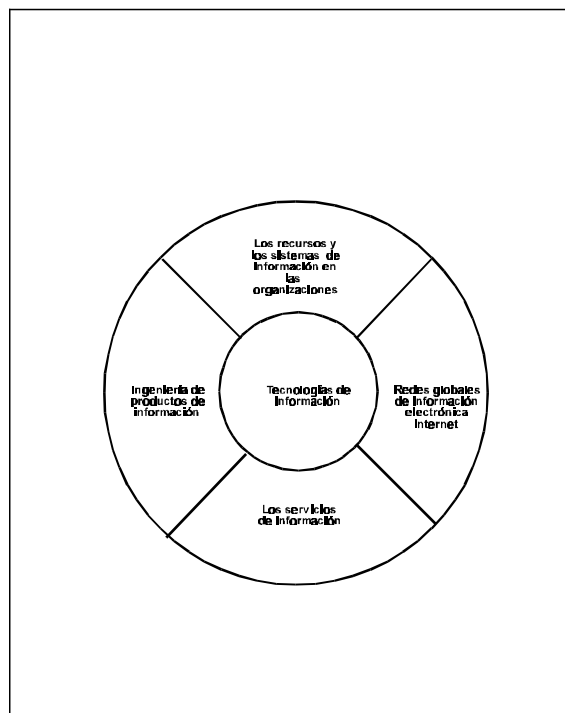 Los recursos y
los sistemas de
información en
las
organizaciones
Ingeniería de
productos de
información
Tecnologías de
Información
Redes globales
de información
electrónica
Internet
Los servicios
de información